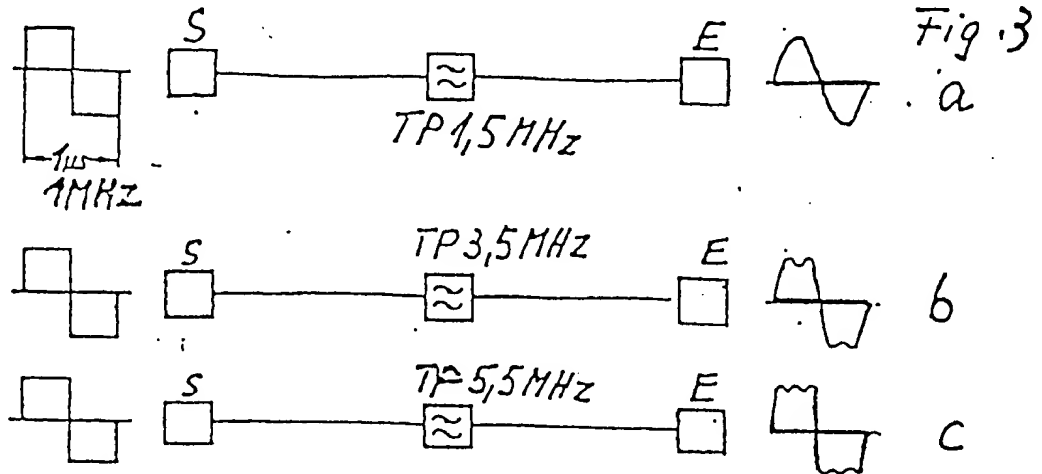 Fig.3
S E
a
TP 1,5 MHz
1µs
1MHz
TP 3,5 MHz
S E
b
TP 5,5 MHz
S E
c